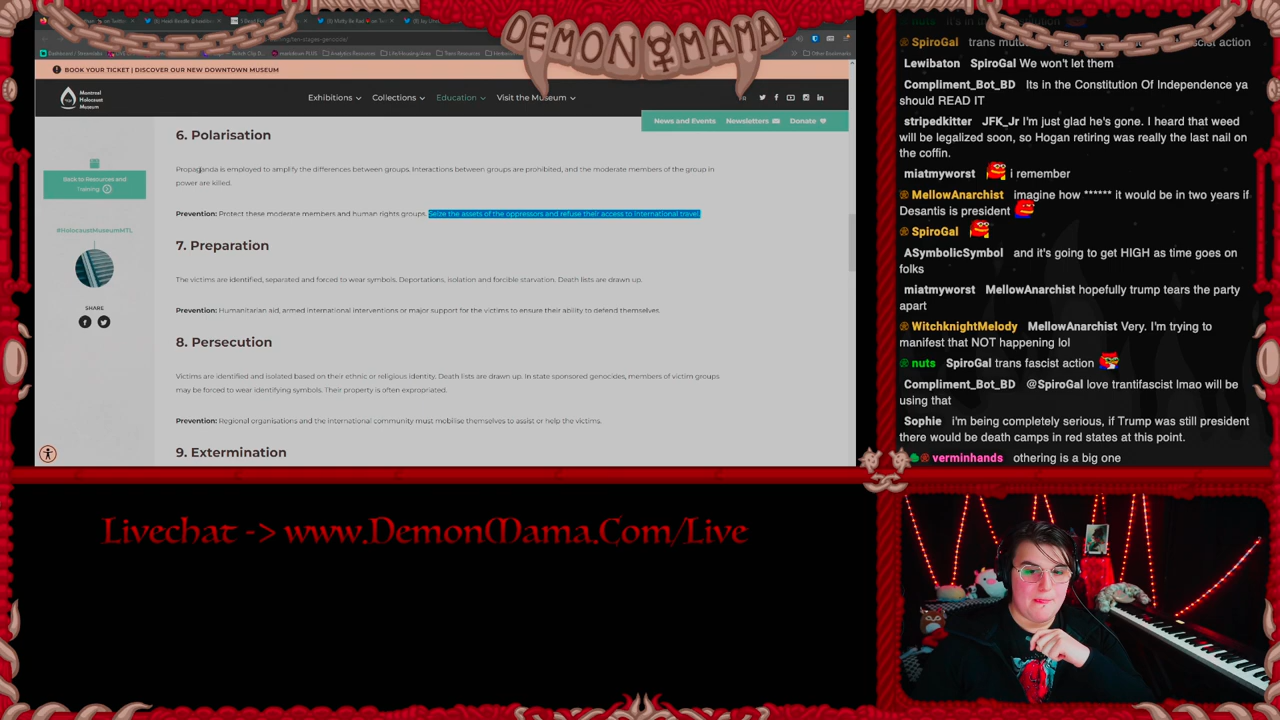 DEMON MAMA
BOOK YOUR TICKET | DISCOVER OUR NEW DOWNTOWN MUSEUM
Montreal
Holocaust
Museum
Exhibitions
Collections
Education
Visit the Museum
News and Events
Newsletters
Donate
Other Bookmarks
Back to Resources and
Training
#HolocaustMuseumMTL
SHARE
6. Polarisation
Propaganda is employed to amplify the differences between groups. Interactions between groups are prohibited, and the moderate members of the group in
power are killed.
Prevention: Protect these moderate members and human rights groups. Seize the assets of the oppressors and refuse their access to international travel.
7. Preparation
The victims are identified, separated and forced to wear symbols. Deportations, isolation and forcible starvation. Death lists are drawn up.
Prevention: Humanitarian aid, armed international interventions or major support for the victims to ensure their ability to defend themselves.
8. Persecution
Victims are identified and isolated based on their ethnic or religious identity. Death lists are drawn up. In state sponsored genocides, members of victim groups
may be forced to wear identifying symbols. Their property is often expropriated.
Prevention: Regional organisations and the international community must mobilise themselves to assist or help the victims.
9. Extermination
Lewibaton SpiroGal We won't let them
Compliment_Bot_BD Its in the Constitution Of Independence ya
should READ IT
stripedkitter JFK_Jr I'm just glad he's gone. I heard that weed
will be legalized soon, so Hogan retiring was really the last nail on
the coffin.
miatmyworst i remember
MellowAnarchist imagine how ****** it would be in two years if
Desantis is president
SpiroGal
ASymbolicSymbol and it's going to get HIGH as time goes on
folks
miatmyworst MellowAnarchist hopefully trump tears the party
apart
WitchknightMelody MellowAnarchist Very. I'm trying to
manifest that NOT happening lol
nuts SpiroGal trans fascist action
Compliment_Bot_BD @SpiroGal love trantifascist lmao will be
using that
Sophie i'm being completely serious, if Trump was still president
there would be death camps in red states at this point.
verminhands othering is a big one
Livechat -> www.DemonMama.Com/Live